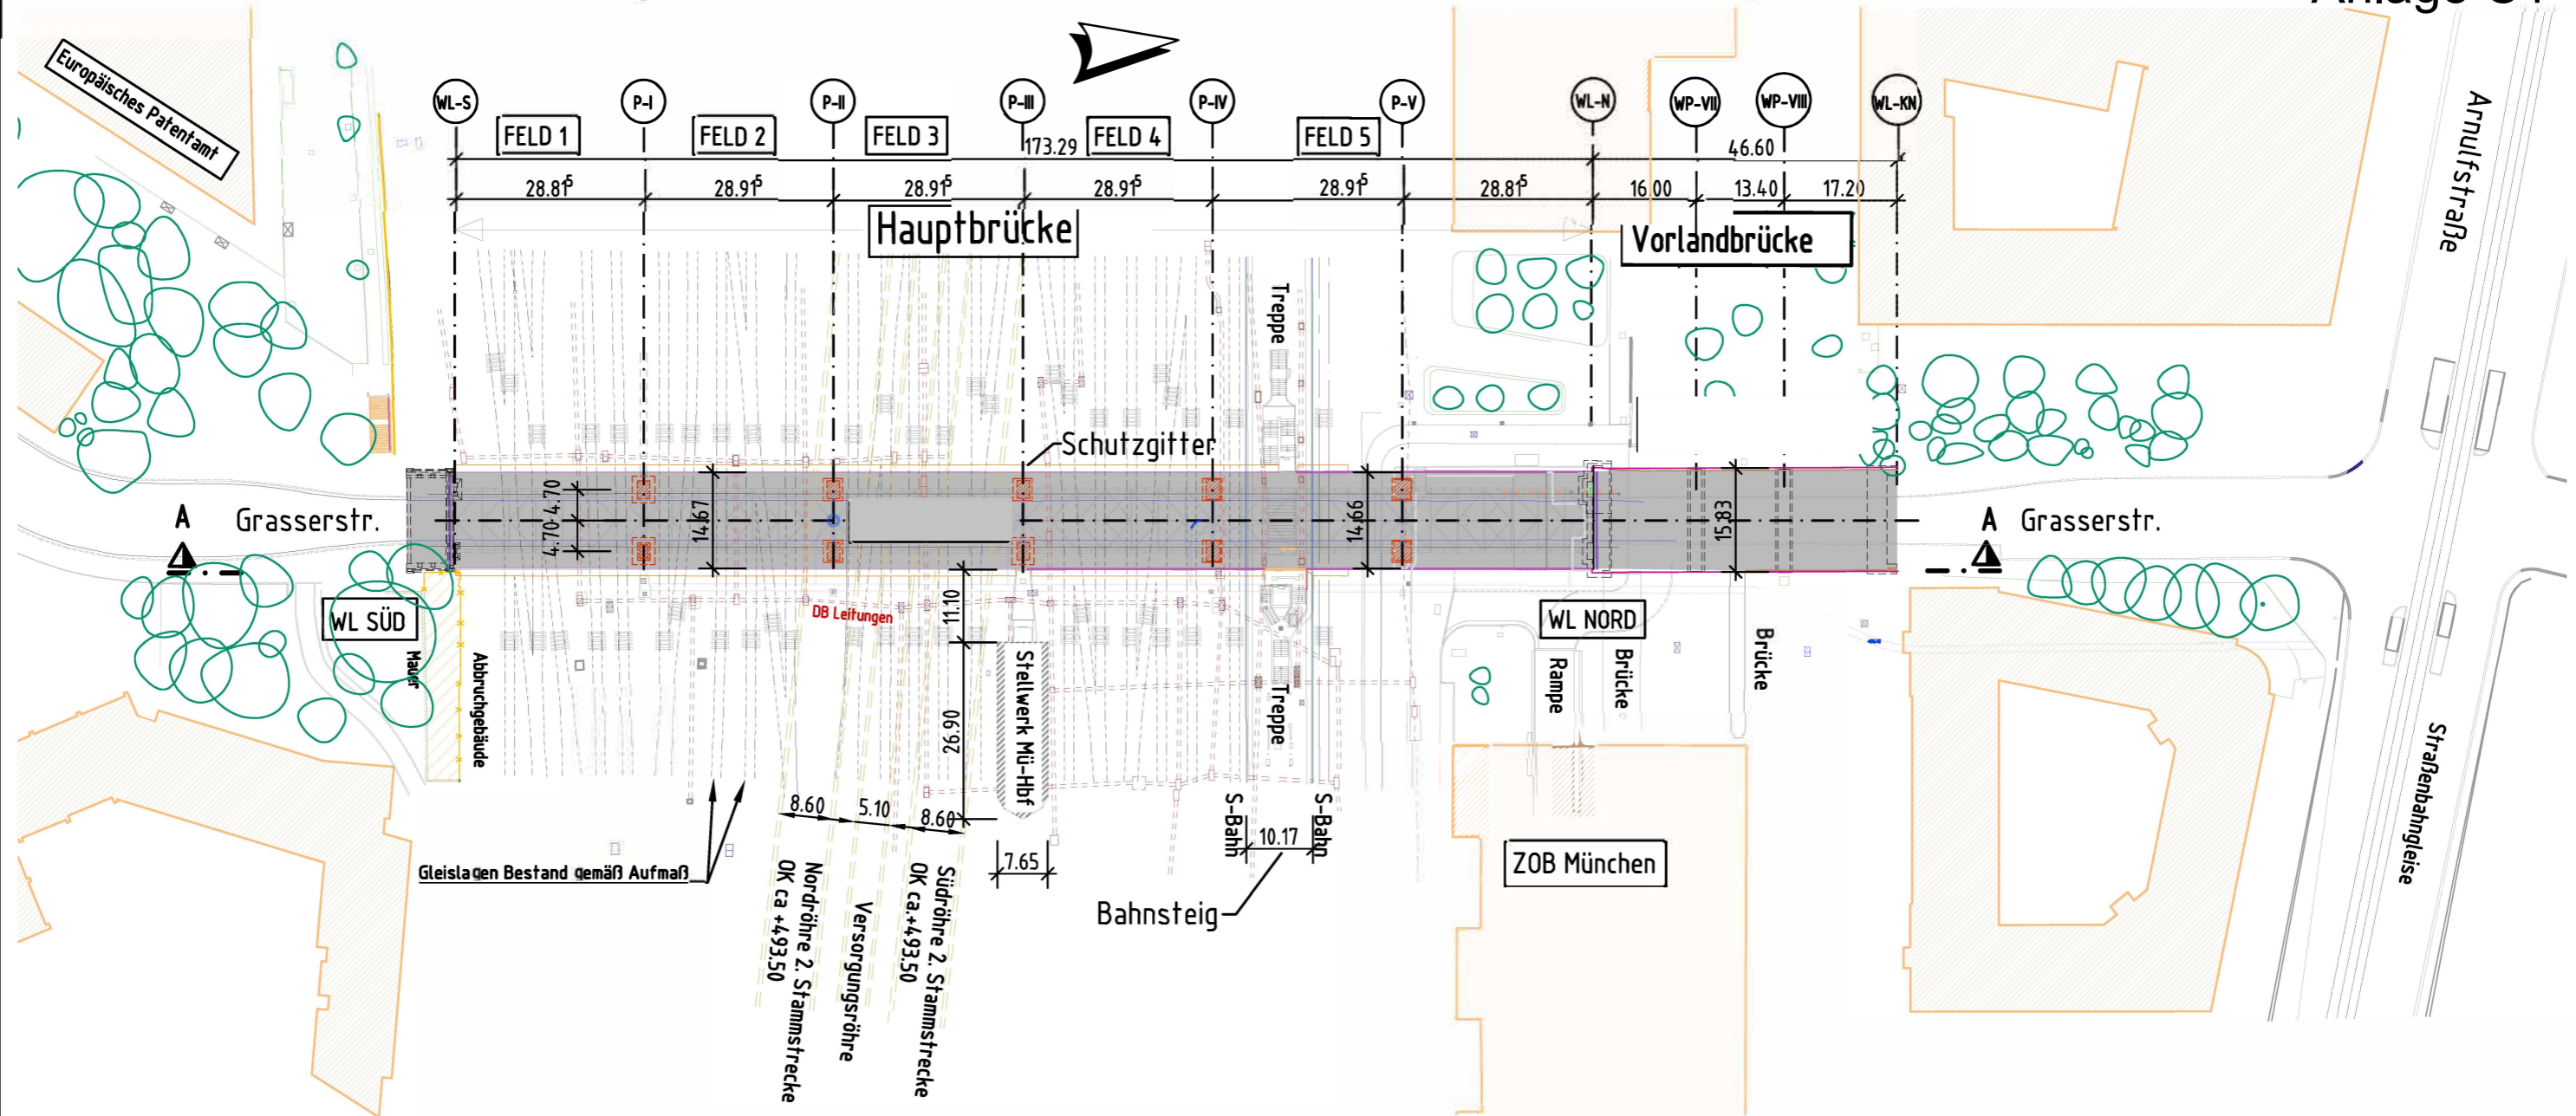 Europäisches Patentamt
WL-S
P-I
P-II
P-III
P-IV
P-V
WL-N
WP-VII
WP-VIII
WL-KN
FELD 1
FELD 2
FELD 3
FELD 4
FELD 5
173.29
46.60
28.81⁵
28.91⁵
28.91⁵
28.91⁵
28.91⁵
28.81⁵
16.00
13.40
17.20
Hauptbrücke
Vorlandbrücke
Arnulfstraße
Treppe
Schutzgitter
A
Grasserstr.
4.70
4.70
14.67
14.66
15.83
A
Grasserstr.
WL SÜD
Mauer
Abbruchgebäude
DB Leitungen
11.10
26.90
Stellwerk Mü-Hbf
Treppe
WL NORD
Rampe
Brücke
Brücke
Straßenbahngleise
8.60
5.10
8.60
7.65
S-Bahn
10.17
S-Bahn
Bahnsteig
ZOB München
Gleislagen Bestand gemäß Aufmaß
Nordröhre 2. Stammstrecke
OK ca +493.50
Versorgungsröhre
Südröhre 2. Stammstrecke
OK ca.+493.50